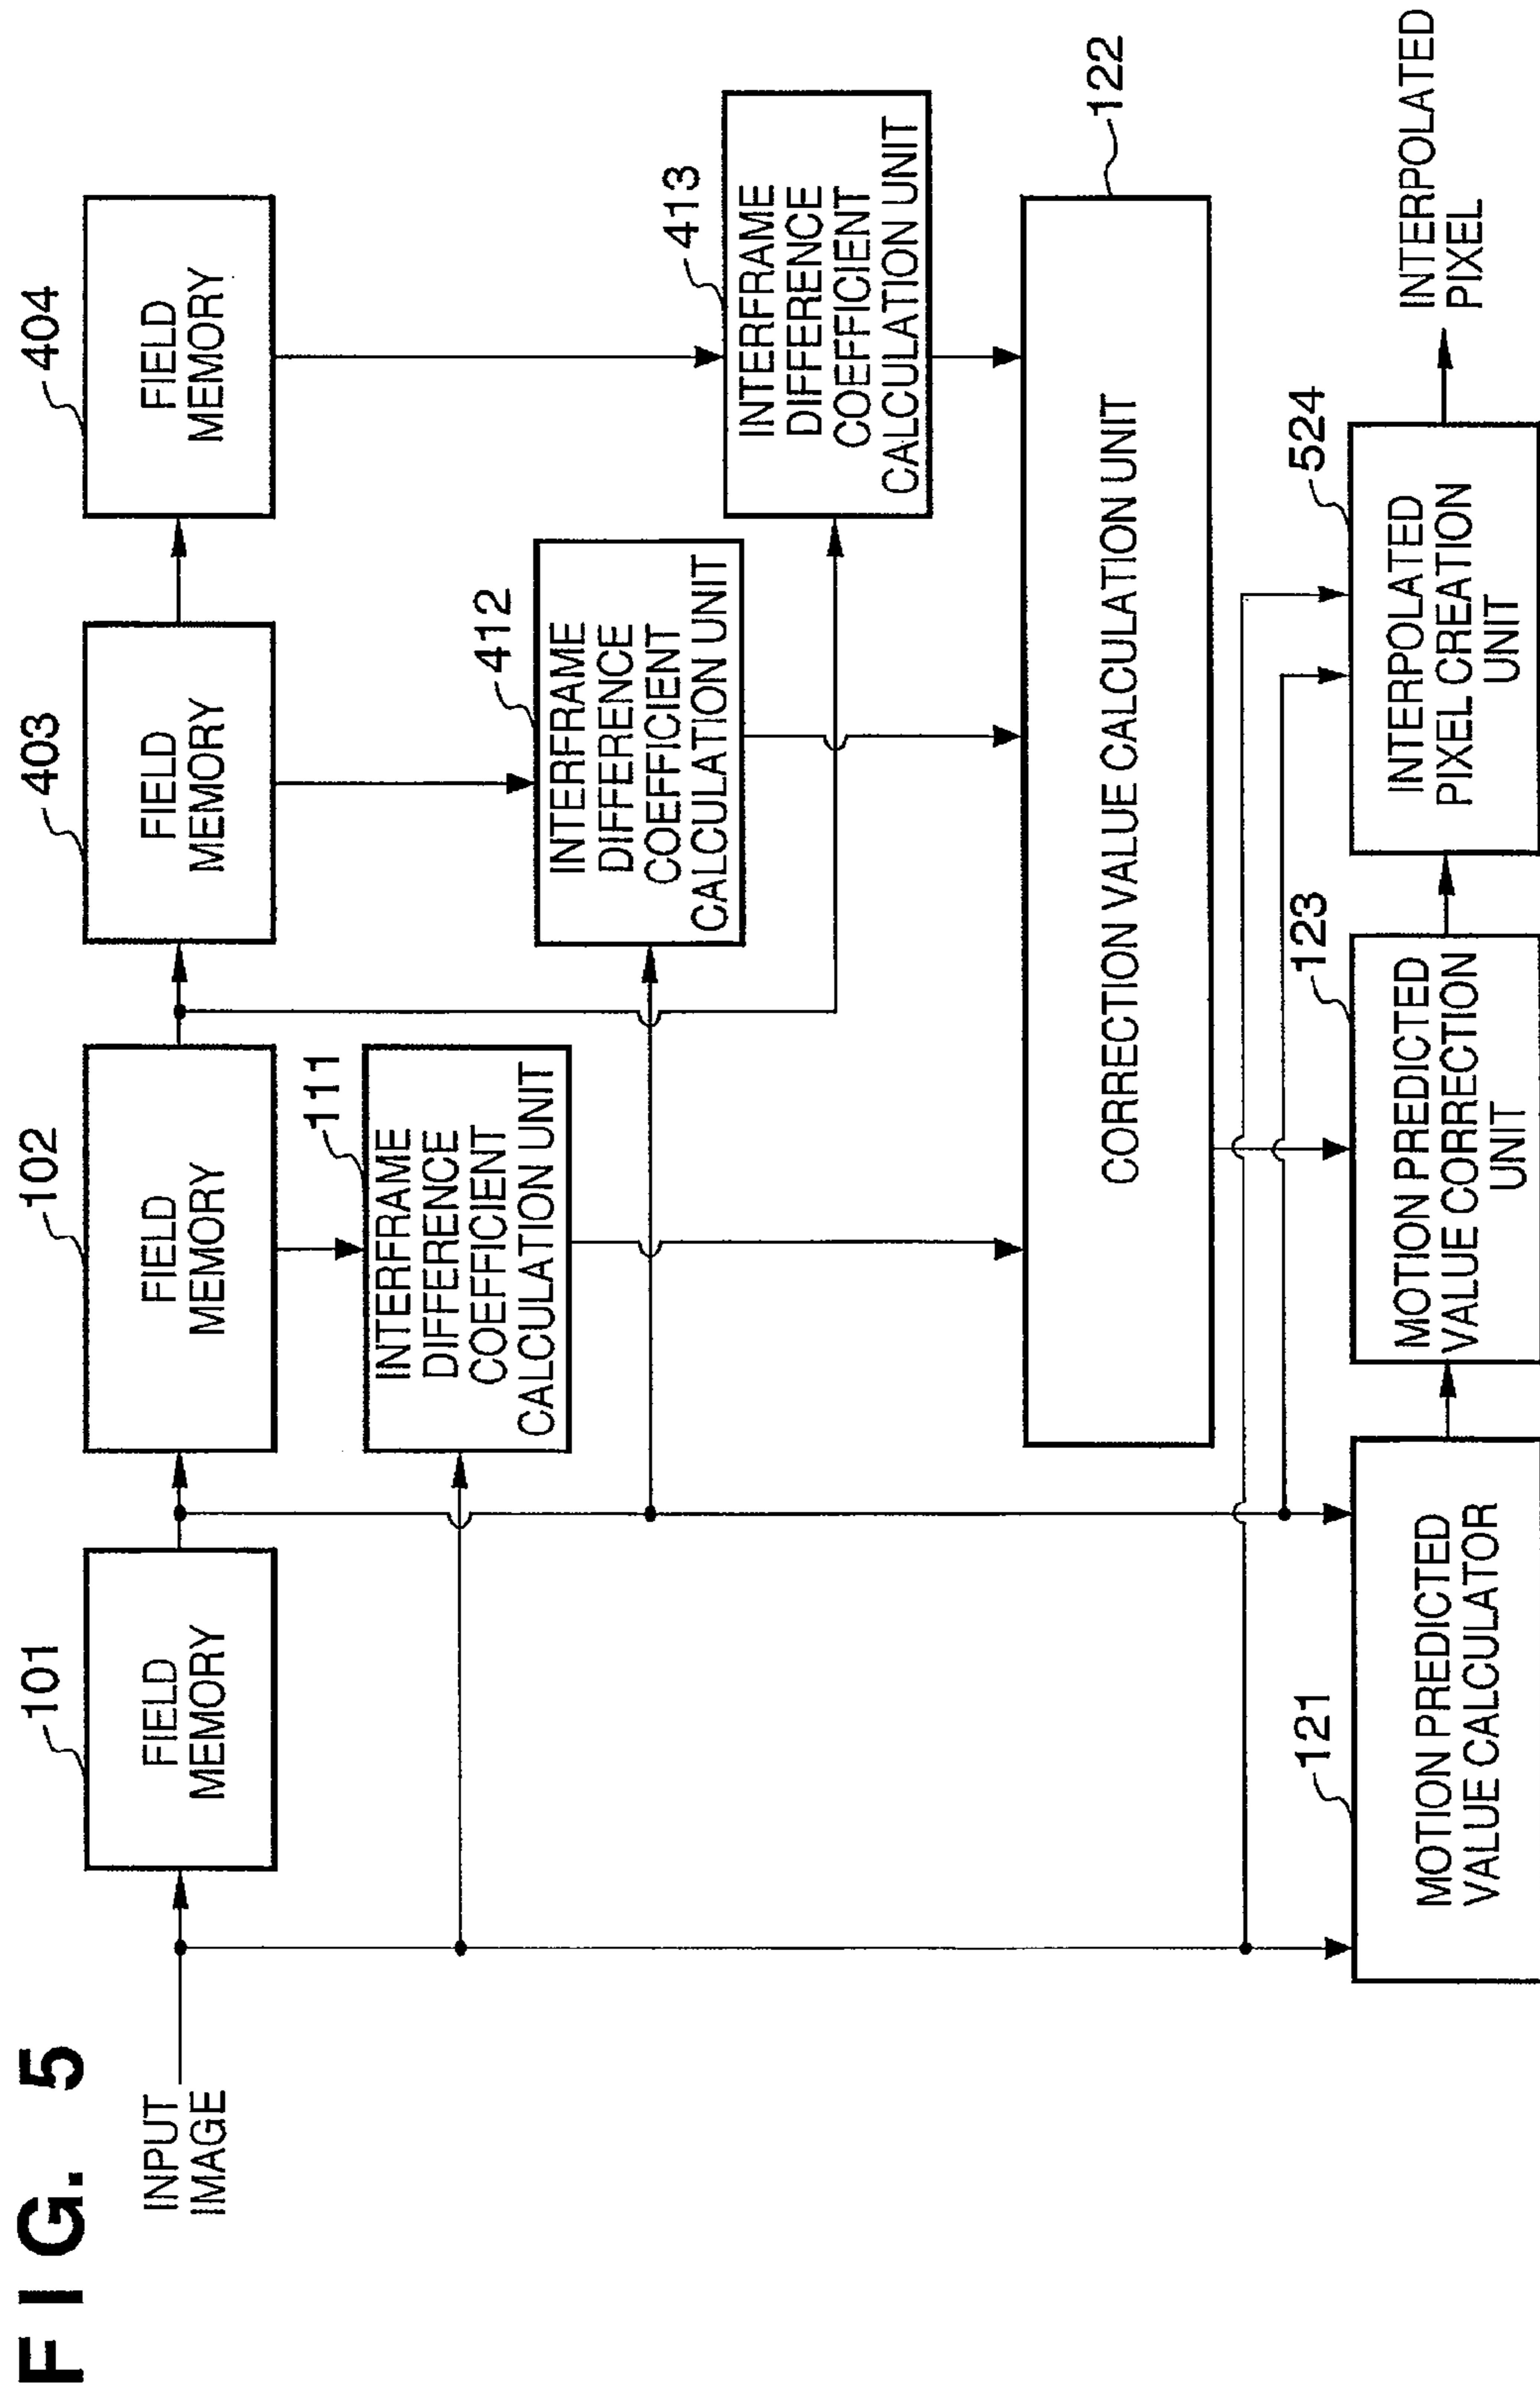 FIG. 5
INPUT
IMAGE
101
FIELD
MEMORY
102
FIELD
MEMORY
403
FIELD
MEMORY
404
FIELD
MEMORY
111
INTERFRAME
DIFFERENCE
COEFFICIENT
CALCULATION UNIT
412
INTERFRAME
DIFFERENCE
COEFFICIENT
CALCULATION UNIT
413
INTERFRAME
DIFFERENCE
COEFFICIENT
CALCULATION UNIT
122
CORRECTION VALUE CALCULATION UNIT
121
MOTION PREDICTED
VALUE CALCULATOR
123
MOTION PREDICTED
VALUE CORRECTION
UNIT
524
INTERPOLATED
PIXEL CREATION
UNIT
INTERPOLATED
PIXEL